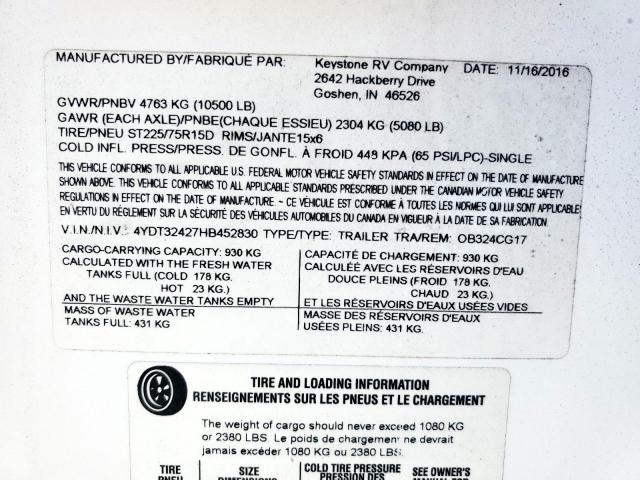 MANUFACTURED BY/FABRIQUÉ PAR: Keystone RV Company DATE: 11/16/2016
2642 Hackberry Drive
Goshen, IN 46526
GVWR/PNBV 4763 KG (10500 LB)
GAWR (EACH AXLE)/PNBE(CHAQUE ESSIEU) 2304 KG (5080 LB)
TIRE/PNEU ST225/75R15D RIMS/JANTE15x6
COLD INFL. PRESS/PRESS. DE GONFL. À FROID 448 KPA (65 PSI/LPC)-SINGLE
THIS VEHICLE CONFORMS TO ALL APPLICABLE U.S. FEDERAL MOTOR VEHICLE SAFETY STANDARDS IN EFFECT ON THE DATE OF MANUFACTURE
SHOWN ABOVE. THIS VEHICLE CONFORMS TO ALL APPLICABLE STANDARDS PRESCRIBED UNDER THE CANADIAN MOTOR VEHICLE SAFETY
REGULATIONS IN EFFECT ON THE DATE OF MANUFACTURE. ~ CE VÉHICULE EST CONFORME À TOUTES LES NORMES QUI LUI SONT APPLICABLES
EN VERTU DU RÈGLEMENT SUR LA SÉCURITÉ DES VÉHICULES AUTOMOBILES DU CANADA EN VIGUEUR À LA DATE DE SA FABRICATION.
V.I.N./N.I.V. 4YDT32427HB452830 TYPE/TYPE: TRAILER TRA/REM: OB324CG17
CARGO-CARRYING CAPACITY: 930 KG
CALCULATED WITH THE FRESH WATER
TANKS FULL (COLD 178 KG.
HOT 23 KG.)
AND THE WASTE WATER TANKS EMPTY
MASS OF WASTE WATER
TANKS FULL: 431 KG
CAPACITÉ DE CHARGEMENT: 930 KG
CALCULÉE AVEC LES RÉSERVOIRS D'EAU
DOUCE PLEINS (FROID 178 KG.
CHAUD 23 KG.)
ET LES RÉSERVOIRS D'EAUX USÉES VIDES
MASSE DES RÉSERVOIRS D'EAUX
USÉES PLEINS: 431 KG
TIRE AND LOADING INFORMATION
RENSEIGNEMENTS SUR LES PNEUS ET LE CHARGEMENT
The weight of cargo should never exceed 1080 KG
or 2380 LBS. Le poids de chargement ne devrait
jamais excéder 1080 KG ou 2380 LBS.
TIRE SIZE COLD TIRE PRESSURE SEE OWNER'S
PNEU DIMENSIONS PRESSION DES MANUAL FOR